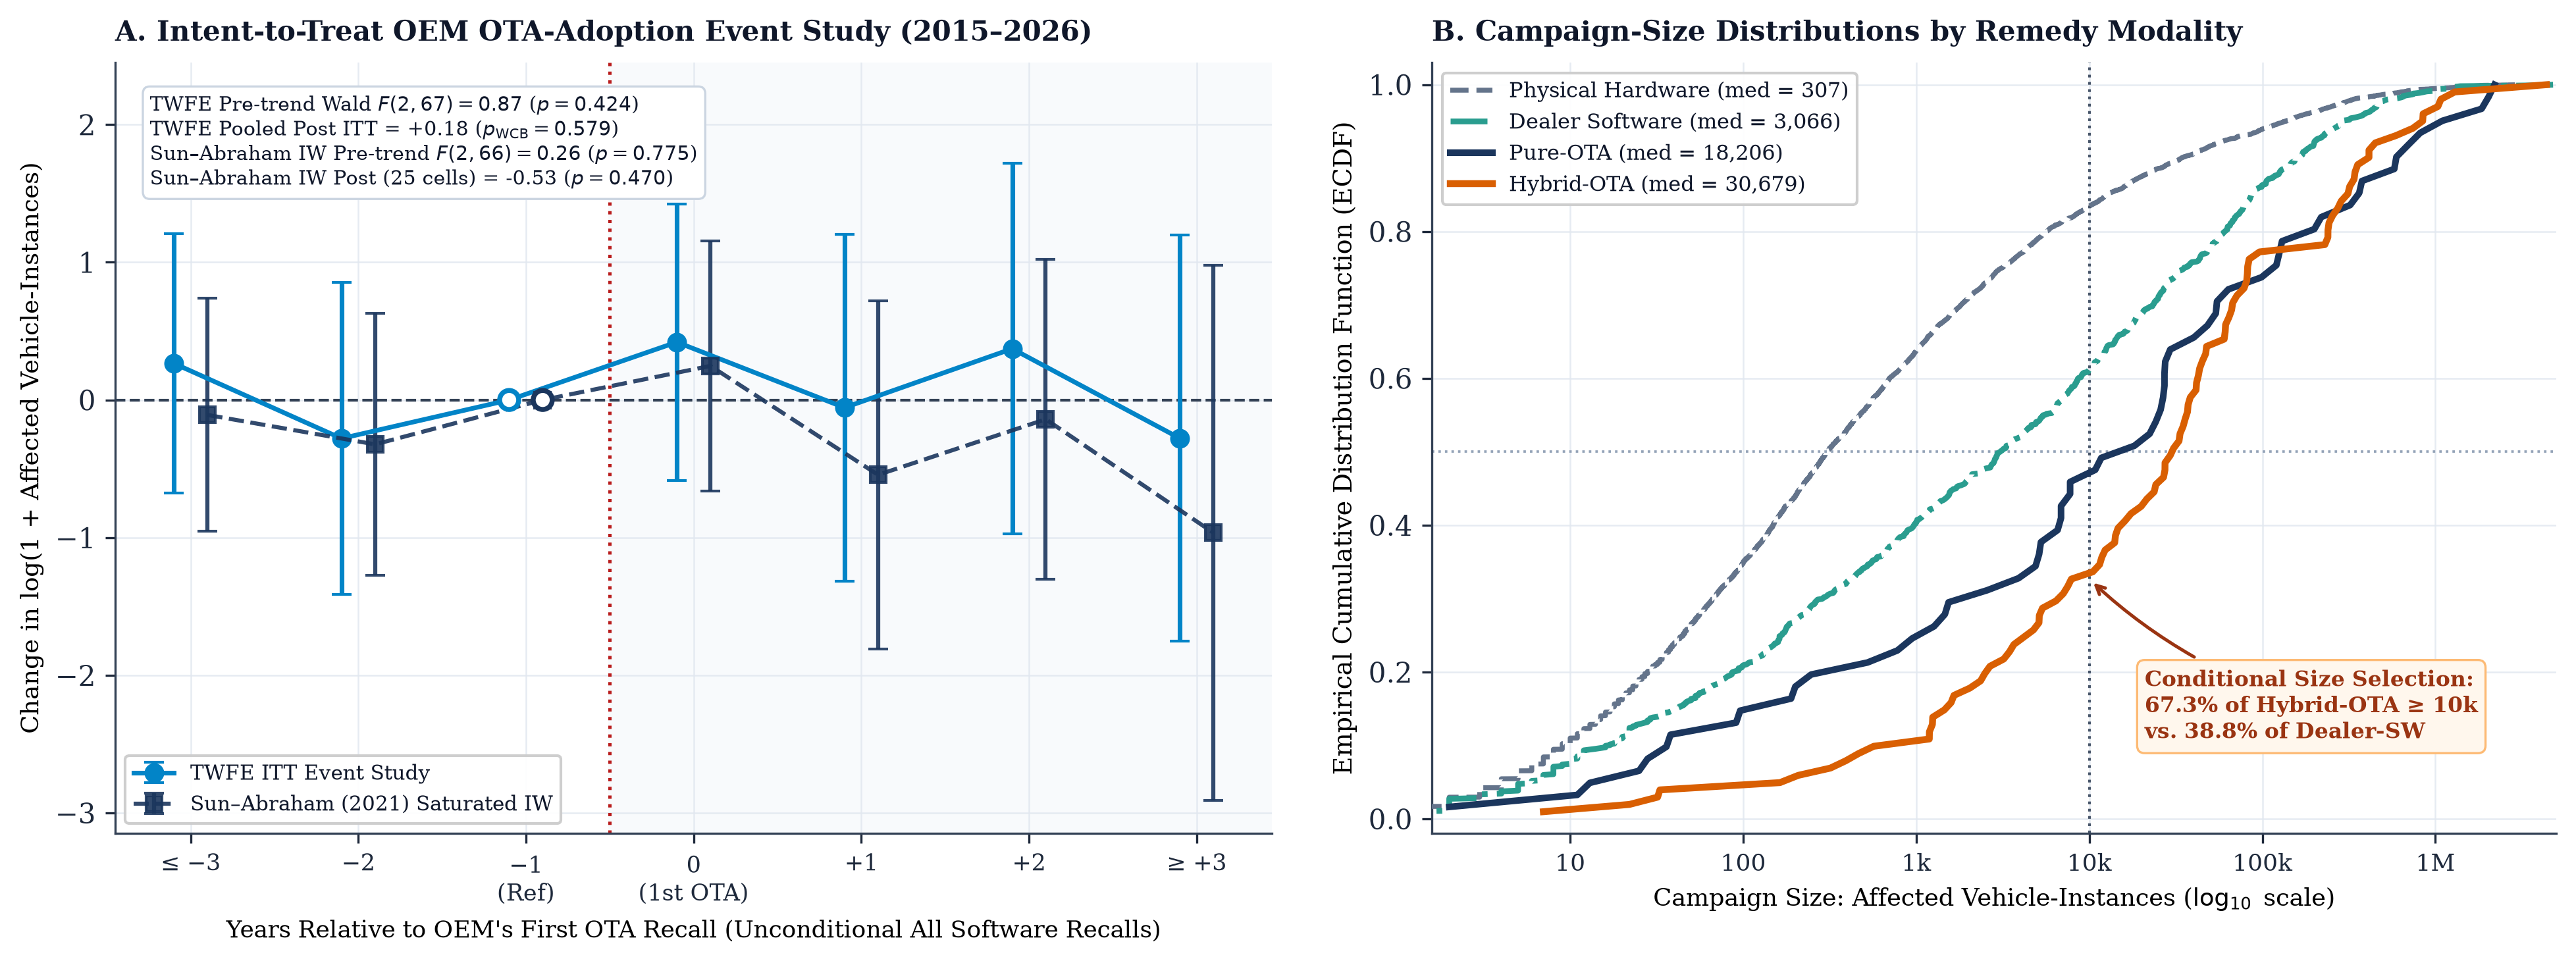 A. Intent-to-Treat OEM OTA-Adoption Event Study (2015–2026)
TWFE Pre-trend Wald F(2, 67) = 0.87 (p = 0.424)
TWFE Pooled Post ITT = +0.18 (p_WCB = 0.579)
Sun–Abraham IW Pre-trend F(2, 66) = 0.26 (p = 0.775)
Sun–Abraham IW Post (25 cells) = -0.53 (p = 0.470)
Change in log(1 + Affected Vehicle-Instances)
2
1
0
−1
−2
−3
TWFE ITT Event Study
Sun–Abraham (2021) Saturated IW
≤ −3
−2
−1
(Ref)
0
(1st OTA)
+1
+2
≥ +3
Years Relative to OEM's First OTA Recall (Unconditional All Software Recalls)
B. Campaign-Size Distributions by Remedy Modality
Physical Hardware (med = 307)
Dealer Software (med = 3,066)
Pure-OTA (med = 18,206)
Hybrid-OTA (med = 30,679)
Empirical Cumulative Distribution Function (ECDF)
1.0
0.8
0.6
0.4
0.2
0.0
Conditional Size Selection:
67.3% of Hybrid-OTA ≥ 10k
vs. 38.8% of Dealer-SW
10
100
1k
10k
100k
1M
Campaign Size: Affected Vehicle-Instances (log₁₀ scale)